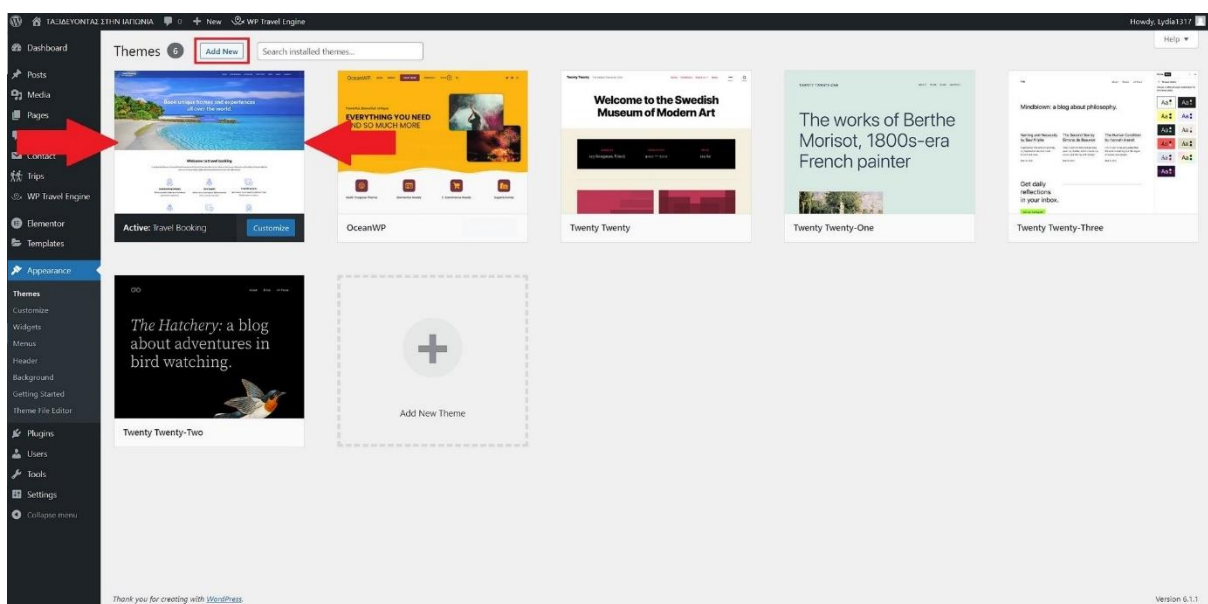 ΤΑΞΙΔΕΥΟΝΤΑΣ ΣΤΗΝ ΙΑΠΩΝΙΑ 0 + New WP Travel Engine
Howdy, Lydia1317
Help
Dashboard
Posts
Media
Pages
Contact
Trips
WP Travel Engine
Elementor
Templates
Appearance
Themes
Customize
Widgets
Menus
Header
Background
Getting Started
Theme File Editor
Plugins
Users
Tools
Settings
Collapse menu
Themes 6 Add New Search installed themes...
Book unique homes and experiences
all over the world.
Welcome to travel booking
Active: Travel Booking Customize
OceanWP
EVERYTHING YOU NEED
AND SO MUCH MORE
OceanWP
Welcome to the Swedish
Museum of Modern Art
Twenty Twenty
The works of Berthe
Morisot, 1800s-era
French painter
Twenty Twenty-One
Mindblown: a blog about philosophy.
Get daily
reflections
in your inbox.
Twenty Twenty-Three
The Hatchery: a blog
about adventures in
bird watching.
Twenty Twenty-Two
+
Add New Theme
Thank you for creating with WordPress.
Version 6.1.1